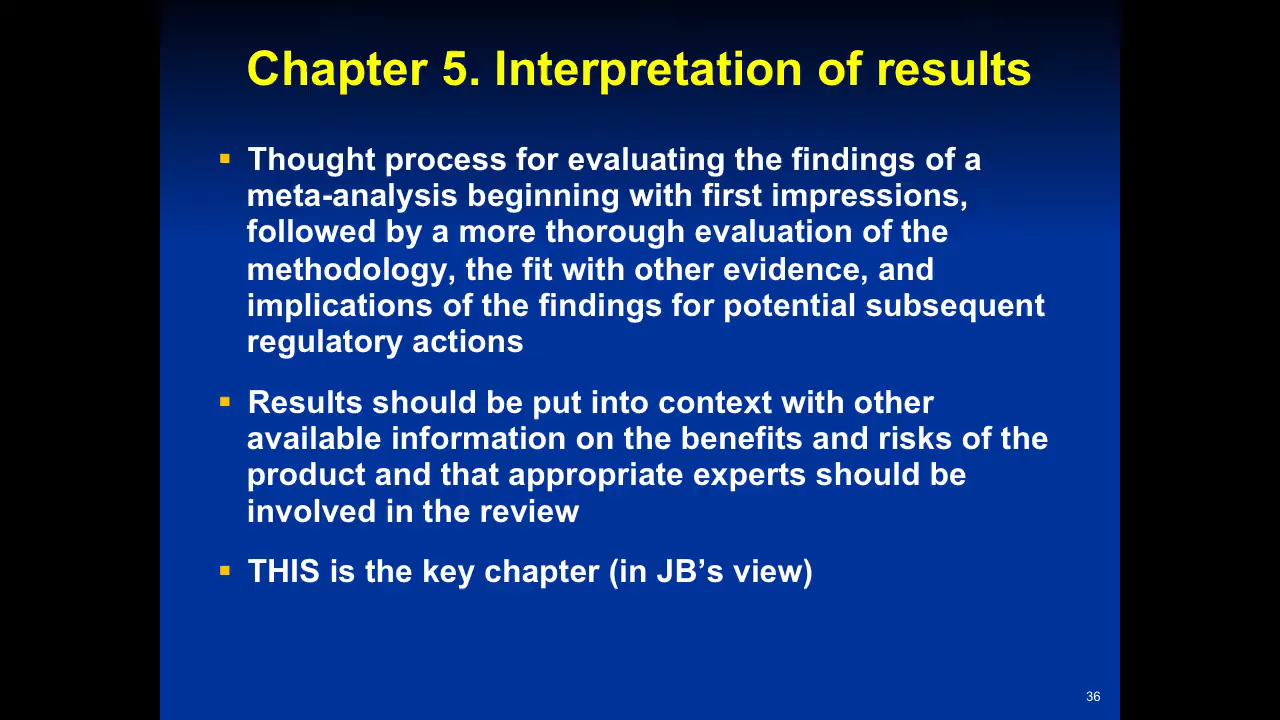 Chapter 5. Interpretation of results
▪ Thought process for evaluating the findings of a
meta-analysis beginning with first impressions,
followed by a more thorough evaluation of the
methodology, the fit with other evidence, and
implications of the findings for potential subsequent
regulatory actions
▪ Results should be put into context with other
available information on the benefits and risks of the
product and that appropriate experts should be
involved in the review
▪ THIS is the key chapter (in JB’s view)
36